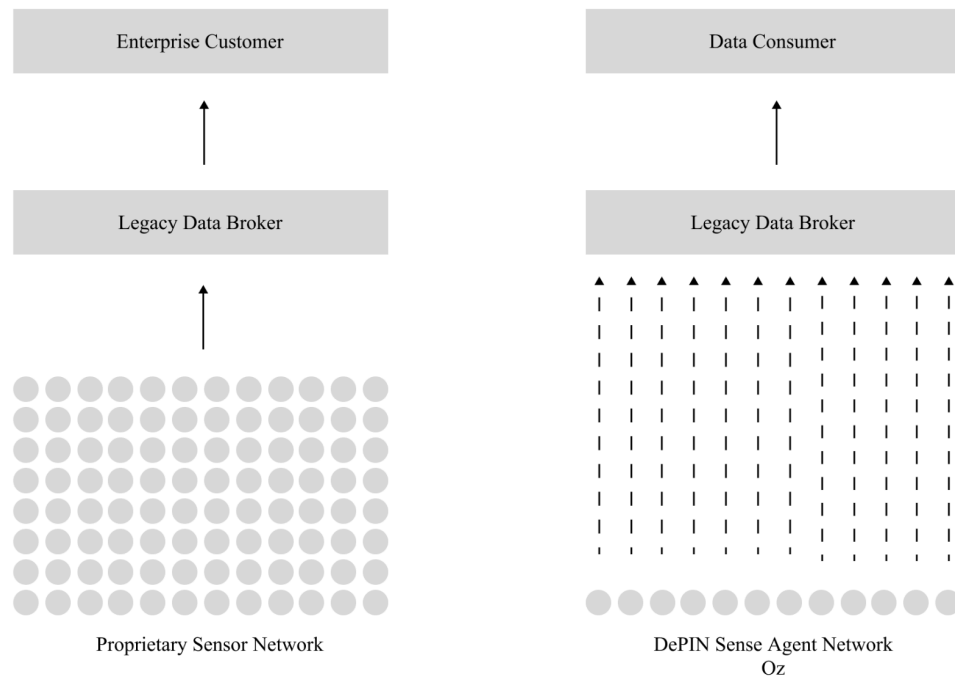 Enterprise Customer
Data Consumer
Legacy Data Broker
Legacy Data Broker
Proprietary Sensor Network
DePIN Sense Agent Network
Oz